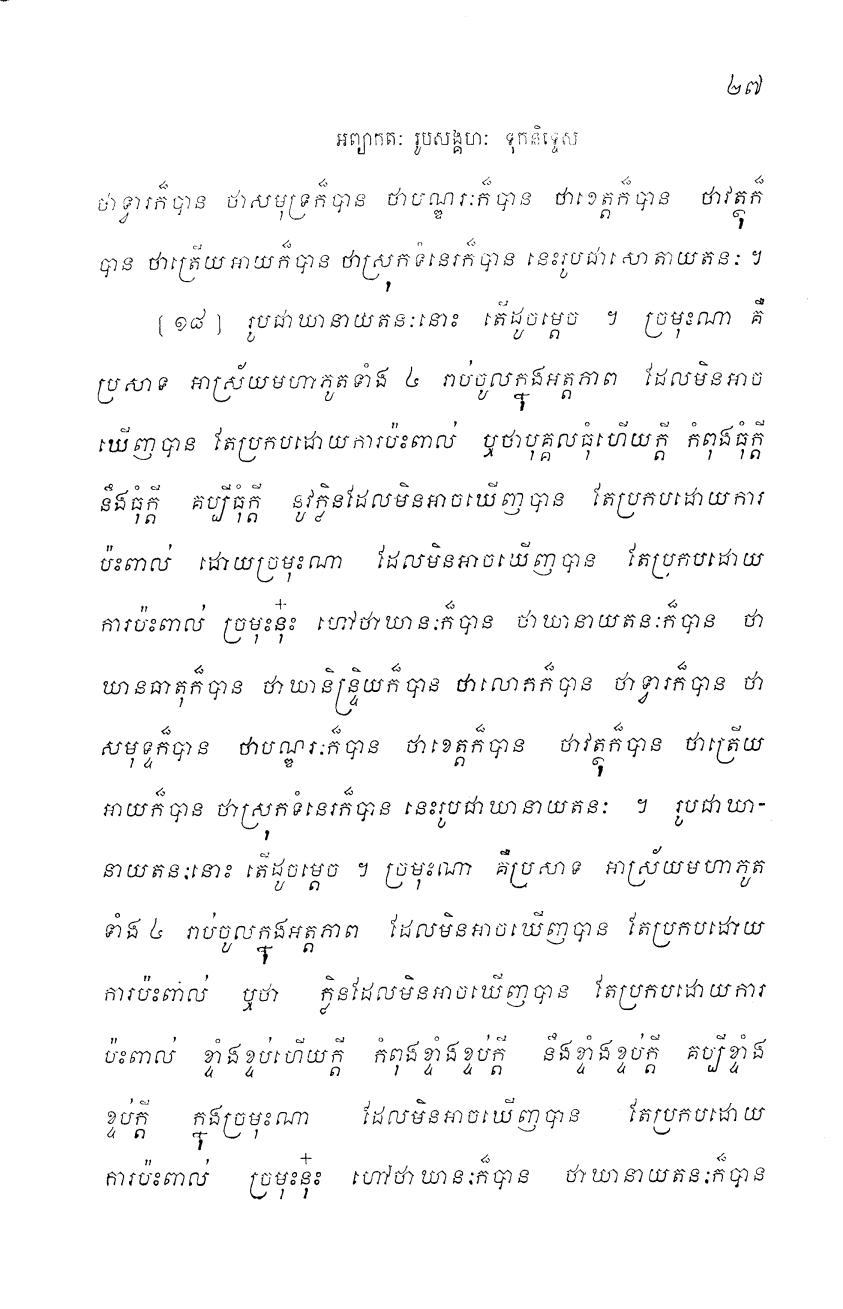 ២៧
អព្យាកតៈ រូបសង្គហៈ ទុកនិទ្ទេស
ថាទ្វារក៏បាន ថាសមុទ្រក៏បាន ថាបណ្ឌរៈក៏បាន ថាខេត្តក៏បាន ថាវត្ថុក៏
បាន ថាត្រើយអាយក៏បាន ថាស្រុកទំនេរក៏បាន នេះរូបជាសោតាយតនៈ ។
[១៨] រូបជាឃានាយតនៈនោះ តើដូចម្តេច ។ ច្រមុះណា គឺ
ប្រសាទ អាស្រ័យមហាភូតទាំង ៤ រាប់ចូលក្នុងអត្តភាព ដែលមិនអាច
ឃើញបាន តែប្រកបដោយការប៉ះពាល់ ឬថាបុគ្គលធុំហើយក្តី កំពុងធុំក្តី
នឹងធុំក្តី គប្បីធុំក្តី នូវក្លិនដែលមិនអាចឃើញបាន តែប្រកបដោយការ
ប៉ះពាល់ ដោយច្រមុះណា ដែលមិនអាចឃើញបាន តែប្រកបដោយ
ការប៉ះពាល់ ច្រមុះនុ៎ះ ហៅថាឃានៈក៏បាន ថាឃានាយតនៈក៏បាន ថា
ឃានធាតុក៏បាន ថាឃានិន្ទ្រិយក៏បាន ថាលោកក៏បាន ថាទ្វារក៏បាន ថា
សមុទ្ទក៏បាន ថាបណ្ឌរៈក៏បាន ថាខេត្តក៏បាន ថាវត្ថុក៏បាន ថាត្រើយ
អាយក៏បាន ថាស្រុកទំនេរក៏បាន នេះរូបជាឃានាយតនៈ ។ រូបជាឃា-
នាយតនៈនោះ តើដូចម្តេច ។ ច្រមុះណា គឺប្រសាទ អាស្រ័យមហាភូត
ទាំង ៤ រាប់ចូលក្នុងអត្តភាព ដែលមិនអាចឃើញបាន តែប្រកបដោយ
ការប៉ះពាល់ ឬថា ក្លិនដែលមិនអាចឃើញបាន តែប្រកបដោយការ
ប៉ះពាល់ ខ្ទាំងខ្ទប់ហើយក្តី កំពុងខ្ទាំងខ្ទប់ក្តី នឹងខ្ទាំងខ្ទប់ក្តី គប្បីខ្ទាំង
ខ្ទប់ក្តី ក្នុងច្រមុះណា ដែលមិនអាចឃើញបាន តែប្រកបដោយ
ការប៉ះពាល់ ច្រមុះនុ៎ះ ហៅថាឃានៈក៏បាន ថាឃានាយតនៈក៏បាន